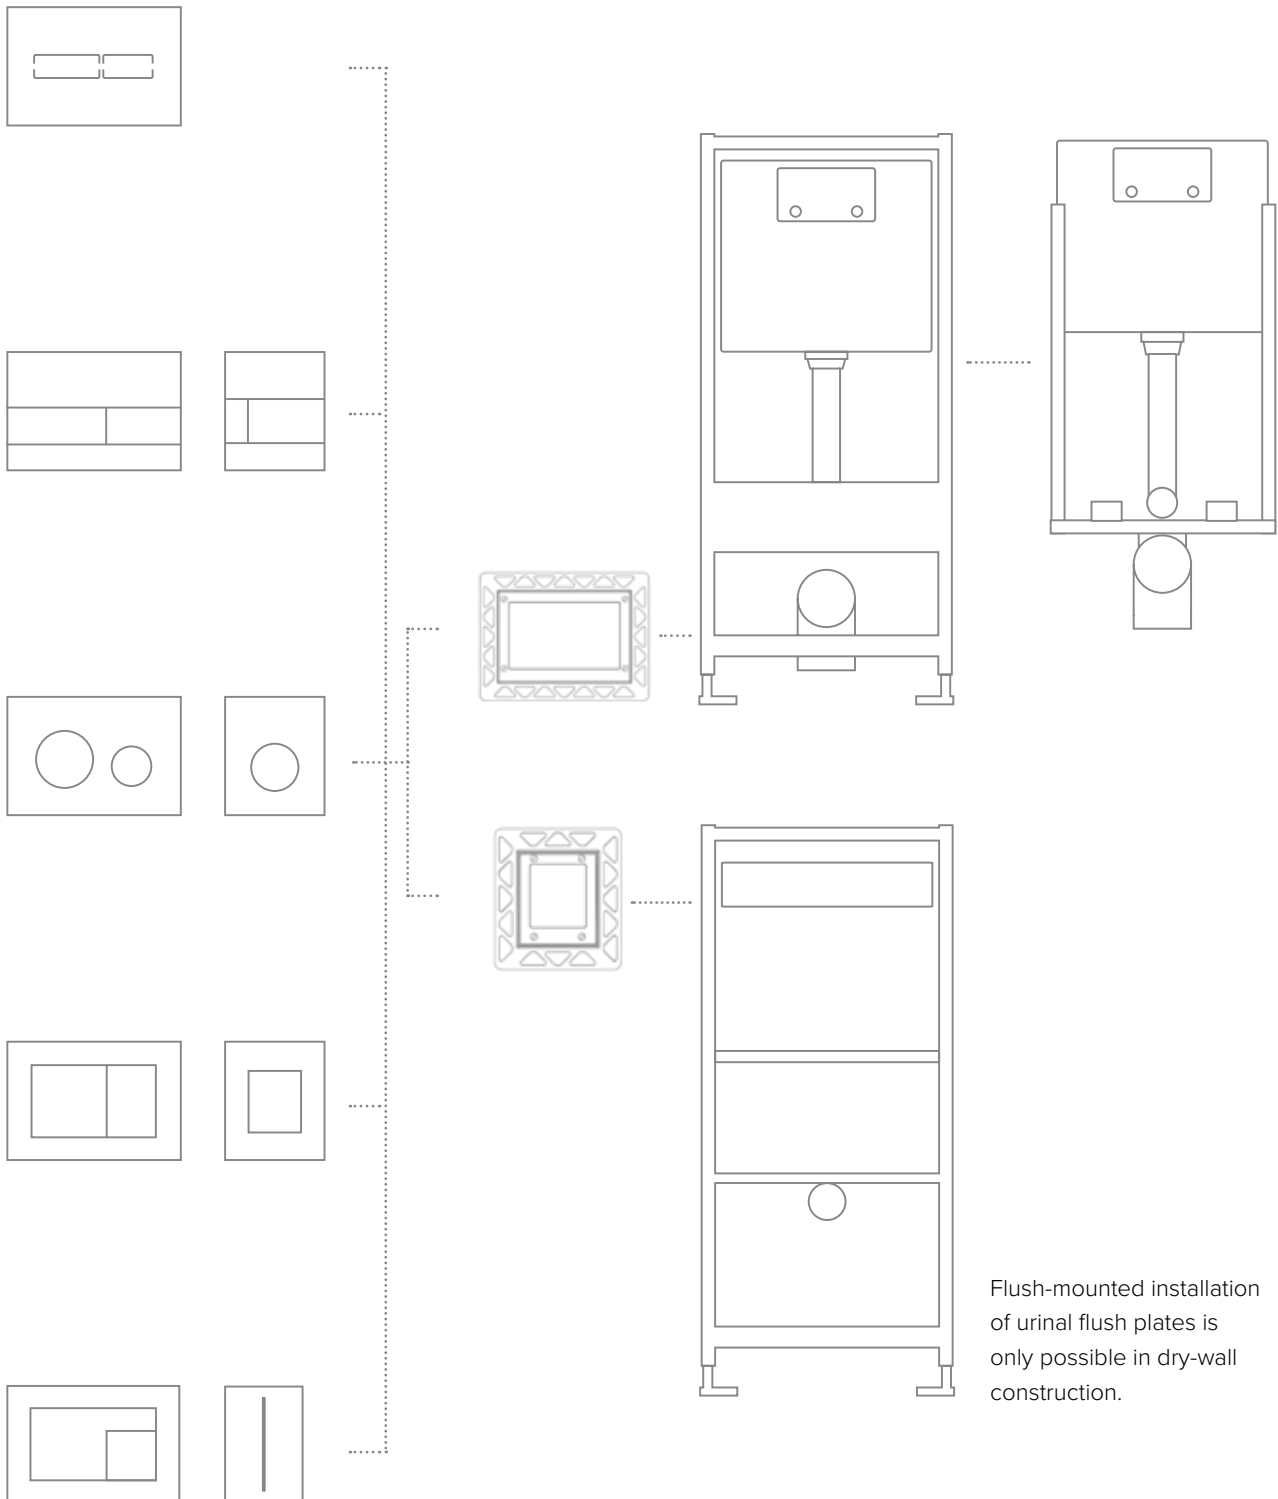 Flush-mounted installation
of urinal flush plates is
only possible in dry-wall
construction.